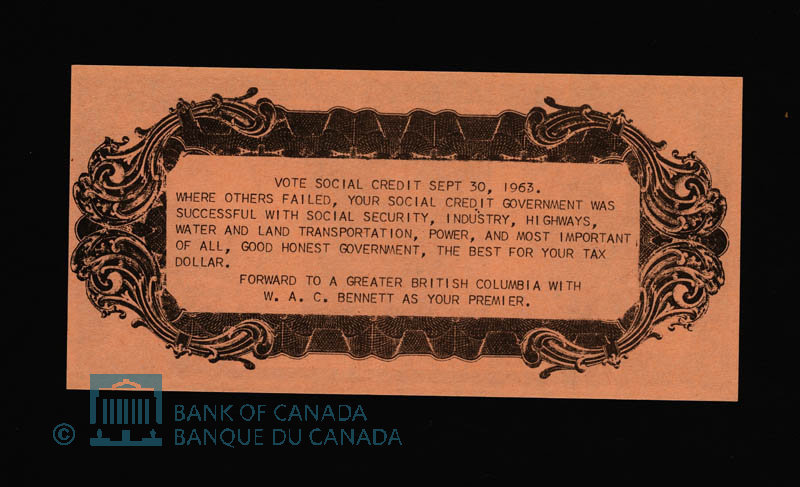 VOTE SOCIAL CREDIT SEPT 30, 1963.
WHERE OTHERS FAILED, YOUR SOCIAL CREDIT GOVERNMENT WAS
SUCCESSFUL WITH SOCIAL SECURITY, INDUSTRY, HIGHWAYS,
WATER AND LAND TRANSPORTATION, POWER, AND MOST IMPORTANT
OF ALL, GOOD HONEST GOVERNMENT, THE BEST FOR YOUR TAX
DOLLAR.
FORWARD TO A GREATER BRITISH COLUMBIA WITH
W. A. C. BENNETT AS YOUR PREMIER.
© BANK OF CANADA
BANQUE DU CANADA